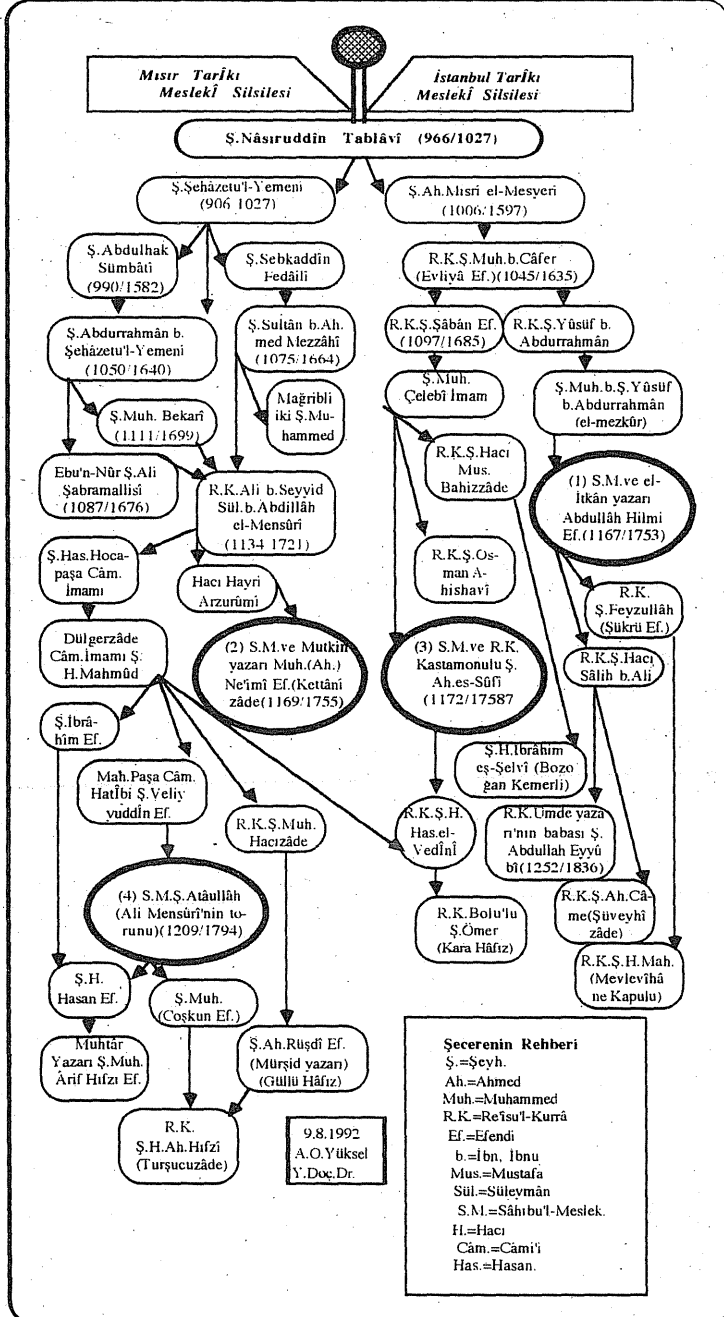 Mısır Tarîkı
Meslekî Silsilesi
İstanbul Tarîkı
Meslekî Silsilesi
Ş.Nâsıruddîn Tablâvî (966/1027)
Ş.Şehâzetu'l-Yemeni
(906 1027)
Ş.Ah.Mısrî el-Mesyeri
(1006/1597)
Ş.Abdulhak
Sümbâti
(990/1582)
Ş.Sebkaddîn
Fedâilî
R.K.Ş.Muh.b.Câfer
(Evliyâ Ef.)(1045/1635)
Ş.Abdurrahmân b.
Şehâzetu'l-Yemeni
(1050/1640)
Ş.Sultân b.Ah.
med Mezzâhî
(1075/1664)
R.K.Ş.Şâbân Ef.
(1097/1685)
R.K.Ş.Yûsüf b.
Abdurrahmân
Ş.Muh. Bekarî
(1111/1699)
Mağribli
iki Ş.Mu-
hammed
Ş.Muh.
Çelebî İmam
Ş.Muh.b.Ş.Yûsüf
b.Abdurrahmân
(el-mezkûr)
Ebu'n-Nûr Ş.Ali
Şabramallisî
(1087/1676)
R.K.Ali b.Seyyid
Sül.b.Abdillâh
el-Mensûrî
(1134 1721)
R.K.Ş.Hacı
Mus.
Bahizzâde
(1) S.M.ve el-
İtkân yazarı
Abdullâh Hilmi
Ef.(1167/1753)
Ş.Has.Hoca-
paşa Câm.
İmamı
Hacı Hayri
Arzurûmi
R.K.Ş.Os-
man A-
hishavî
R.K.
Ş.Feyzullâh
(Şükrü Ef.)
Dülgerzâde
Câm.İmamı Ş.
H.Mahmûd
(2) S.M.ve Mutkin
yazarı Muh.(Ah.)
Ne'imî Ef.(Kettâni
zâde(1169/1755)
(3) S.M.ve R.K.
Kastamonulu Ş.
Ah.es-Sûfi
(1172/17587
R.K.Ş.Hacı
Sâlih b.Ali
Ş.İbrâ-
hîm Ef.
Mah.Paşa Câm.
Hatîbi Ş.Veliy
yuddîn Ef.
R.K.Ş.Muh.
Hacızâde
R.K.Ş.H.
Has.el-
Vedînî
Ş.H.İbrâhim
eş-Şelvî (Bozo
ğan Kemerli)
R.K.Umde yaza
rı'nın babası Ş.
Abdullah Eyyû
bî(1252/1836)
(4) S.M.Ş.Atâullâh
(Ali Mensûrî'nin to-
runu)(1209/1794)
R.K.Bolu'lu
Ş.Ömer
(Kara Hâfız)
R.K.Ş.Ah.Câ-
me(Şüveyhî
zâde)
R.K.Ş.H.Mah.
(Mevlevîhâ
ne Kapulu)
Ş.H.
Hasan Ef.
Ş.Muh.
(Coşkun Ef.)
Muhtâr
Yazarı Ş.Muh.
Ârif Hıfzı Ef.
Ş.Ah.Rüşdî Ef.
(Mürşid yazarı)
(Güllü Hâfız)
R.K.
Ş.H.Ah.Hıfzî
(Turşucuzâde)
9.8.1992
A.O.Yüksel
Y.Doç.Dr.
Şecerenin Rehberi
Ş.=Şeyh.
Ah.=Ahmed
Muh.=Muhammed
R.K.=Re'îsu'l-Kurrâ
Ef.=Efendi
b.=İbn, İbnu
Mus.=Mustafa
Sül.=Süleymân
S.M.=Sâhıbu'l-Meslek.
H.=Hacı
Câm.=Câmi'i
Has.=Hasan.